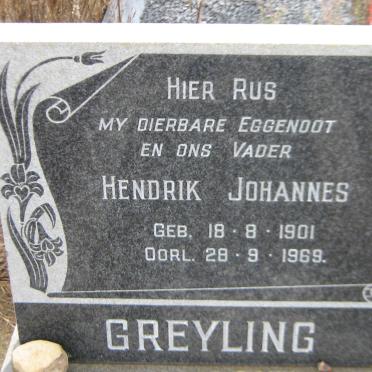 HIER RUS
MY DIERBARE EGGENOOT
EN ONS VADER
HENDRIK JOHANNES
GEB. 18·8·1901
OORL. 28·9·1969.
GREYLING